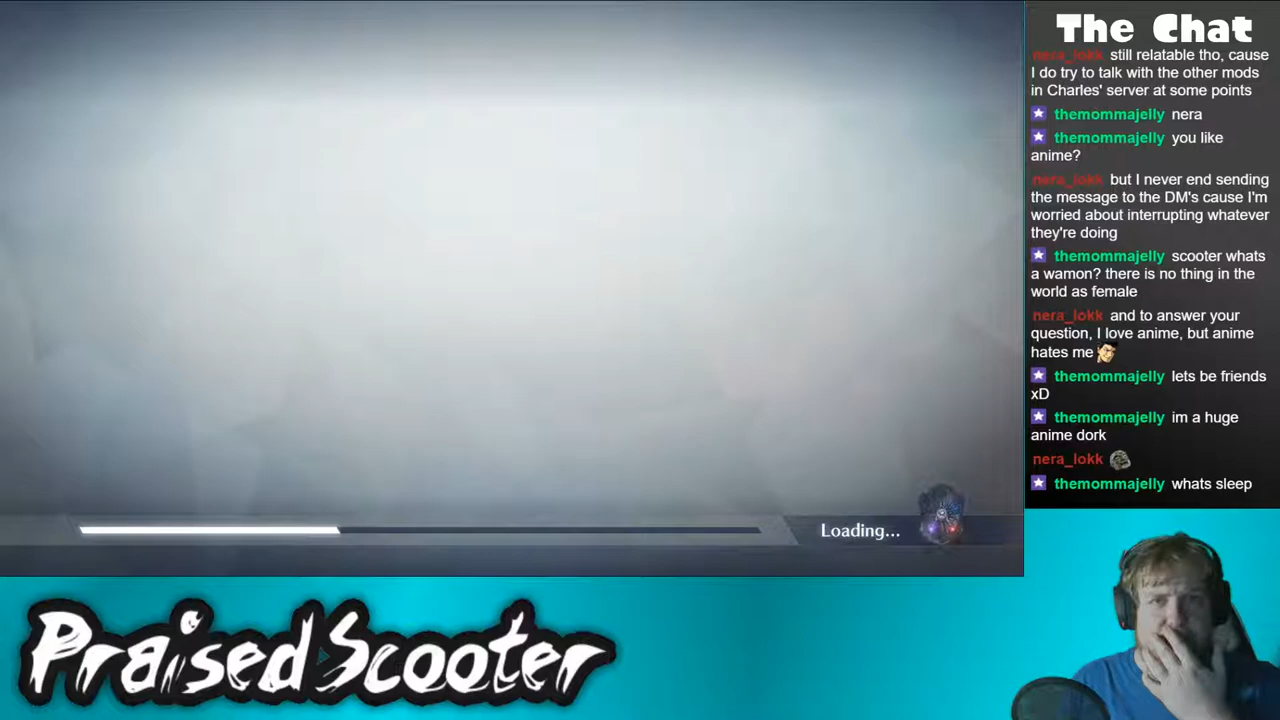 The Chat
nera_lokk still relatable tho, cause
I do try to talk with the other mods
in Charles' server at some points
themommajelly nera
themommajelly you like
anime?
nera_lokk but I never end sending
the message to the DM's cause I'm
worried about interrupting whatever
they're doing
themommajelly scooter whats
a wamon? there is no thing in the
world as female
nera_lokk and to answer your
question, I love anime, but anime
hates me
themommajelly lets be friends
xD
themommajelly im a huge
anime dork
nera_lokk
themommajelly whats sleep
Loading...
PraisedScooter